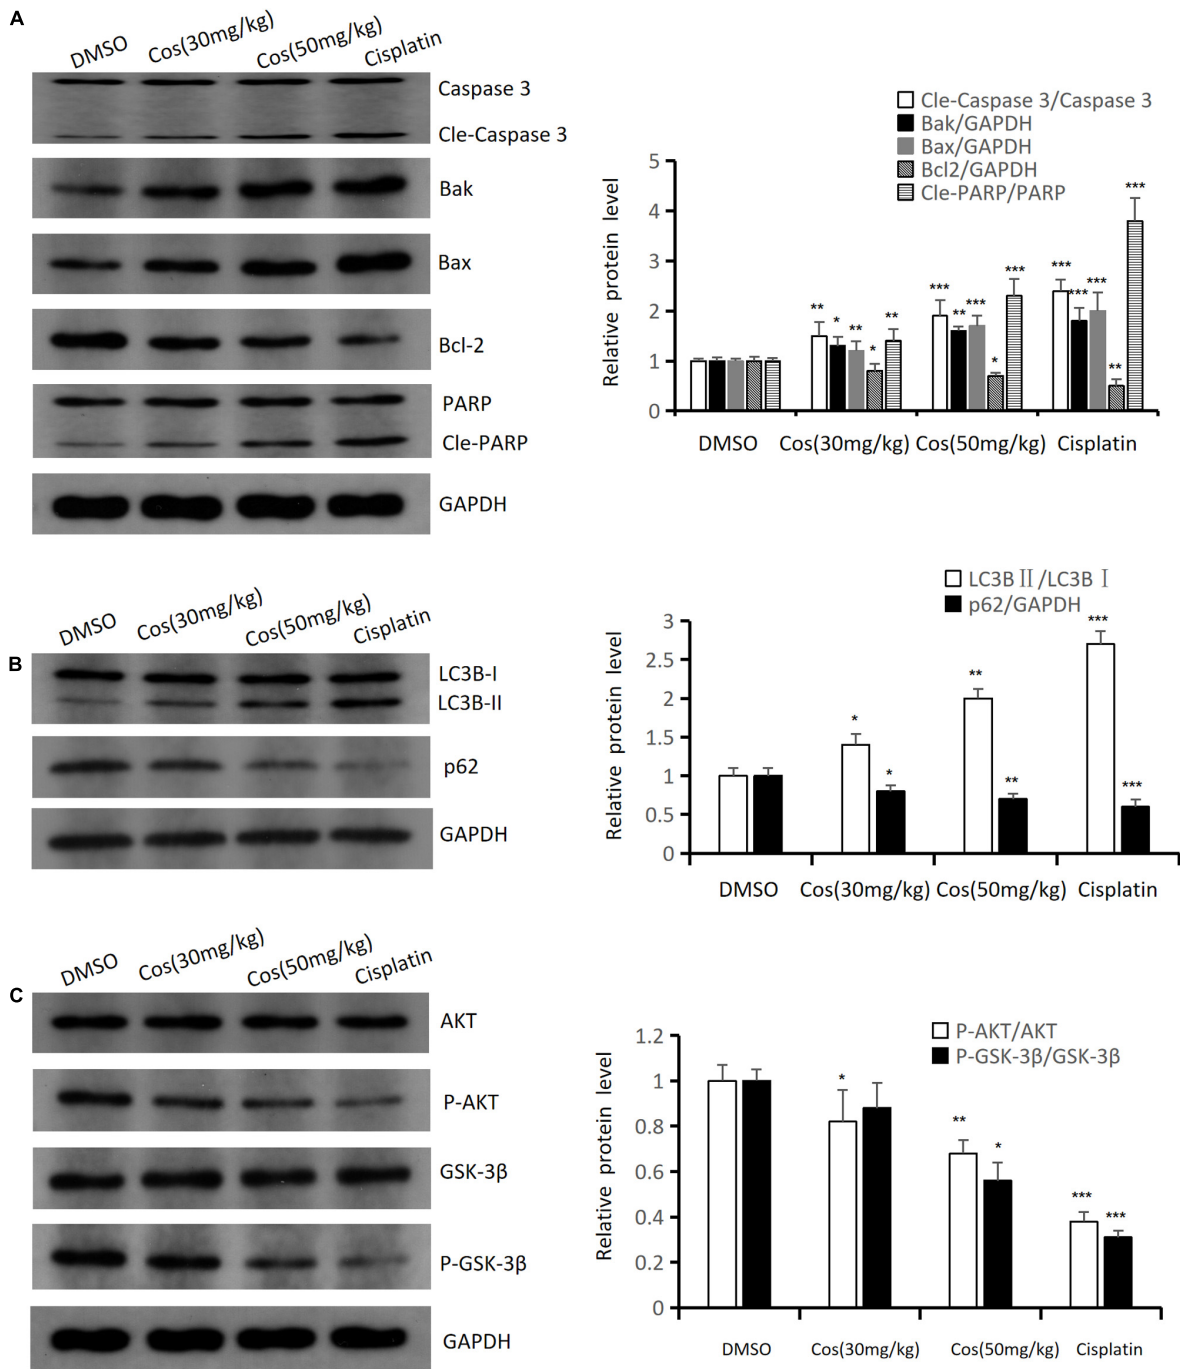 A
DMSO Cos(30mg/kg) Cos(50mg/kg) Cisplatin
Caspase 3
Cle-Caspase 3
Bak
Bax
Bcl-2
PARP
Cle-PARP
GAPDH
Cle-Caspase 3/Caspase 3
Bak/GAPDH
Bax/GAPDH
Bcl2/GAPDH
Cle-PARP/PARP
Relative protein level
5
4
3
2
1
0
** * ** * **
*** ** *** * ***
*** *** *** ** ***
DMSO Cos(30mg/kg) Cos(50mg/kg) Cisplatin
B
DMSO Cos(30mg/kg) Cos(50mg/kg) Cisplatin
LC3B-I
LC3B-II
p62
GAPDH
LC3BⅡ/LC3BⅠ
p62/GAPDH
Relative protein level
3
2.5
2
1.5
1
0.5
0
* *
** **
*** ***
DMSO Cos(30mg/kg) Cos(50mg/kg) Cisplatin
C
DMSO Cos(30mg/kg) Cos(50mg/kg) Cisplatin
AKT
P-AKT
GSK-3β
P-GSK-3β
GAPDH
P-AKT/AKT
P-GSK-3β/GSK-3β
Relative protein level
1.2
1
0.8
0.6
0.4
0.2
0
*
** *
*** ***
DMSO Cos(30mg/kg) Cos(50mg/kg) Cisplatin